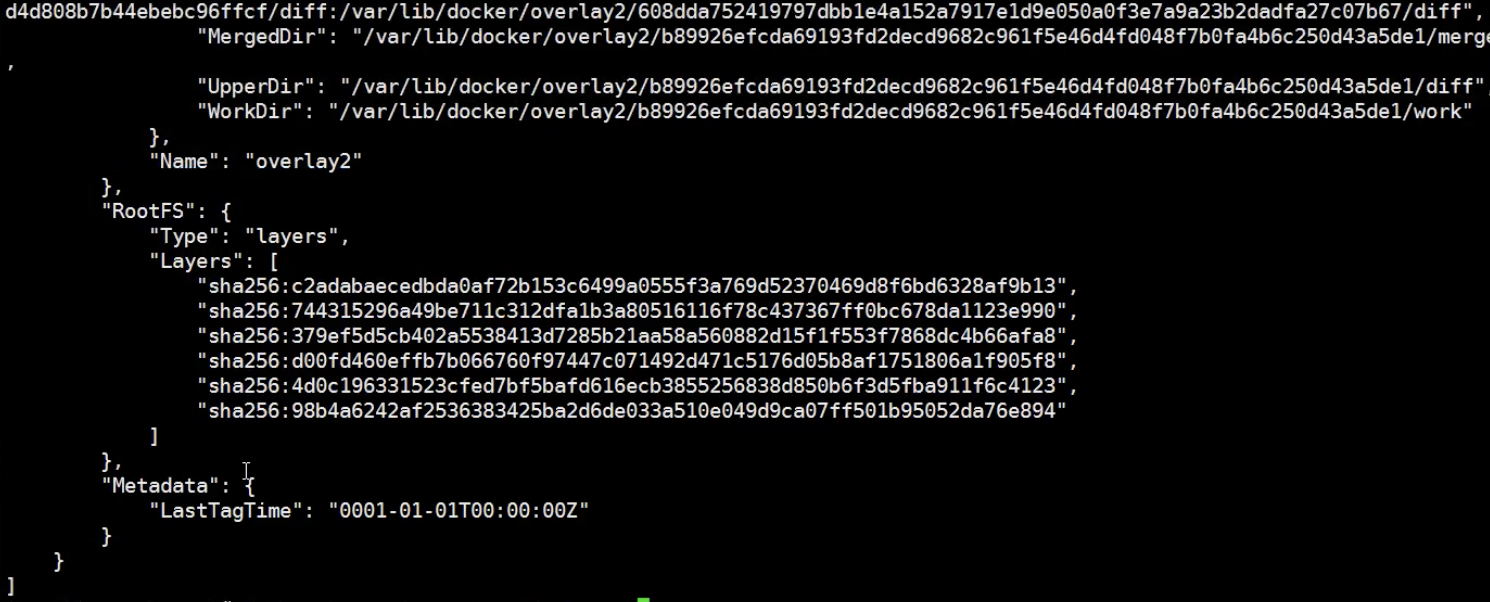 d4d808b7b44ebebc96ffcf/diff:/var/lib/docker/overlay2/608dda752419797dbb1e4a152a7917e1d9e050a0f3e7a9a23b2dadfa27c07b67/diff",
"MergedDir": "/var/lib/docker/overlay2/b89926efcda69193fd2decd9682c961f5e46d4fd048f7b0fa4b6c250d43a5de1/merge
,
"UpperDir": "/var/lib/docker/overlay2/b89926efcda69193fd2decd9682c961f5e46d4fd048f7b0fa4b6c250d43a5de1/diff",
"WorkDir": "/var/lib/docker/overlay2/b89926efcda69193fd2decd9682c961f5e46d4fd048f7b0fa4b6c250d43a5de1/work"
},
"Name": "overlay2"
},
"RootFS": {
"Type": "layers",
"Layers": [
"sha256:c2adabaecedbda0af72b153c6499a0555f3a769d52370469d8f6bd6328af9b13",
"sha256:744315296a49be711c312dfa1b3a80516116f78c437367ff0bc678da1123e990",
"sha256:379ef5d5cb402a5538413d7285b21aa58a560882d15f1f553f7868dc4b66afa8",
"sha256:d00fd460effb7b066760f97447c071492d471c5176d05b8af1751806a1f905f8",
"sha256:4d0c196331523cfed7bf5bafd616ecb3855256838d850b6f3d5fba911f6c4123",
"sha256:98b4a6242af2536383425ba2d6de033a510e049d9ca07ff501b95052da76e894"
]
},
"Metadata": {
"LastTagTime": "0001-01-01T00:00:00Z"
}
}
]